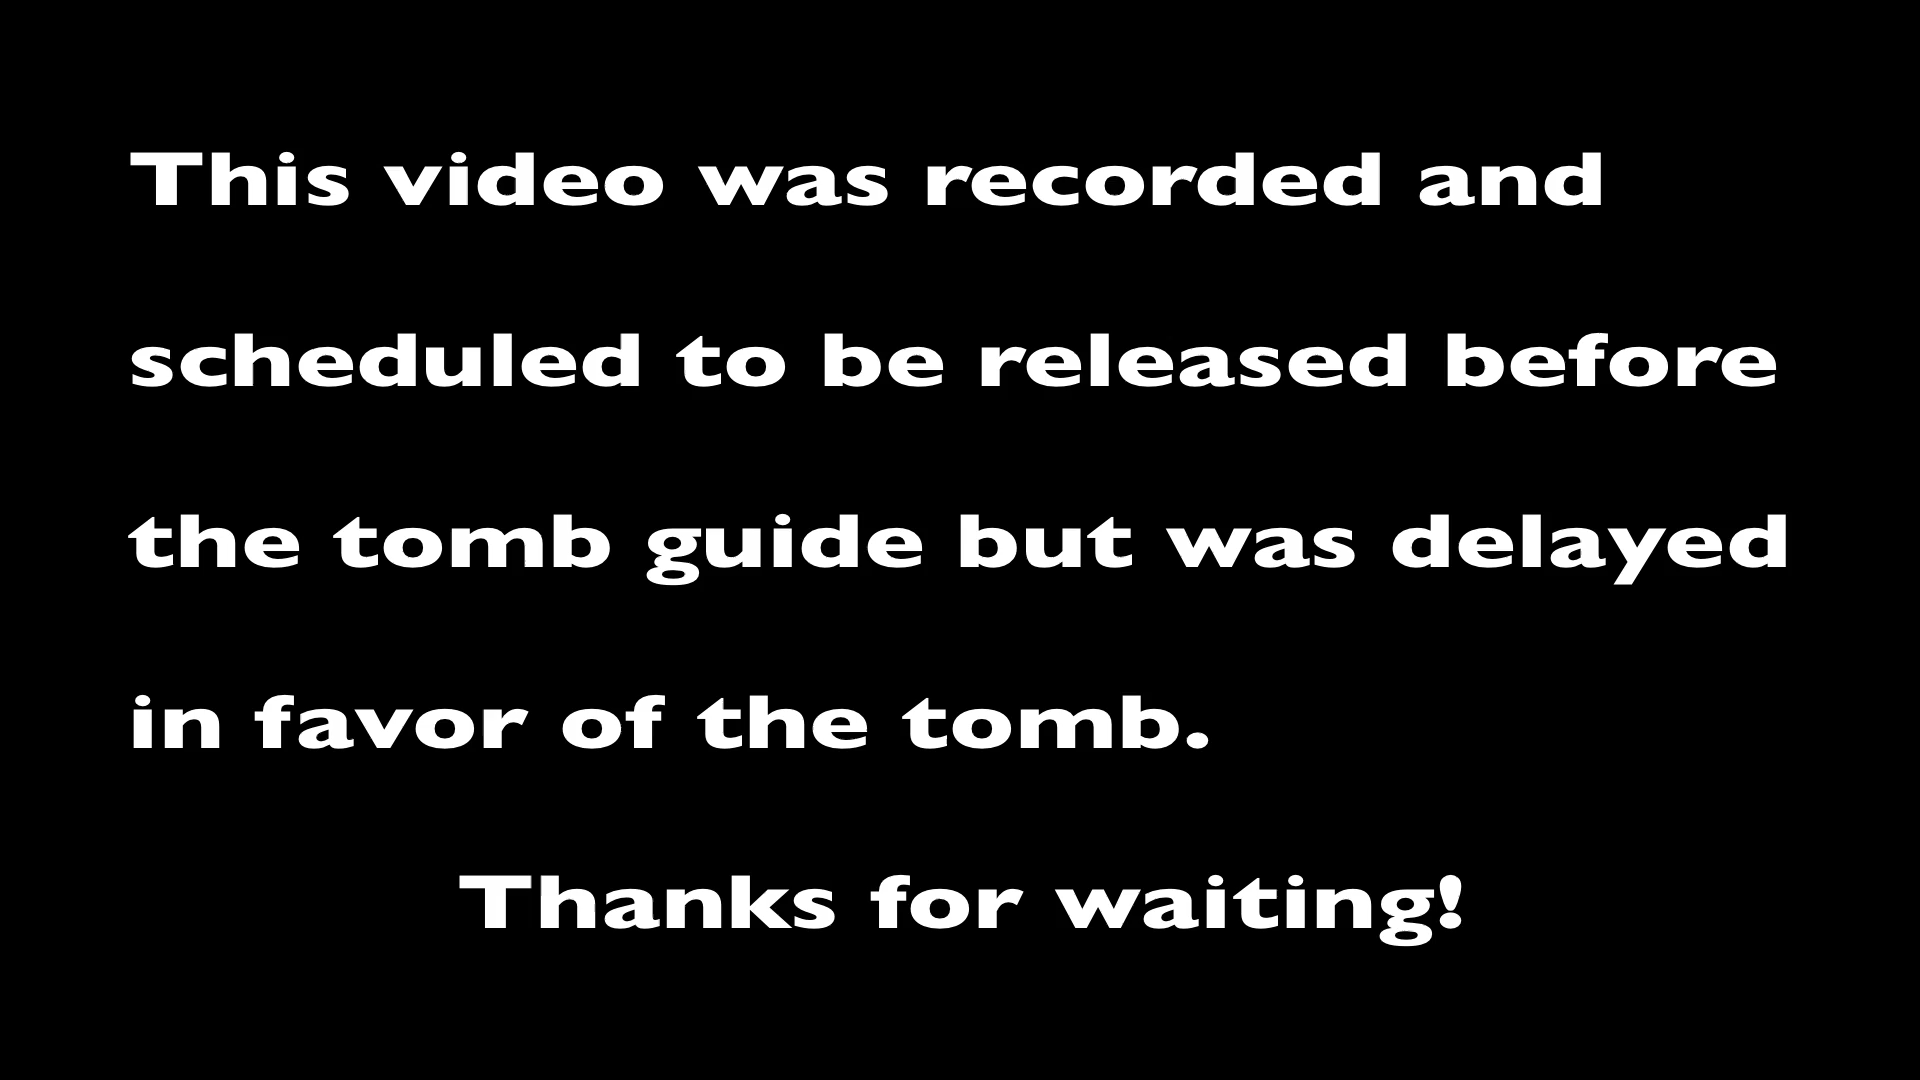 This video was recorded and
scheduled to be released before
the tomb guide but was delayed
in favor of the tomb.
Thanks for waiting!